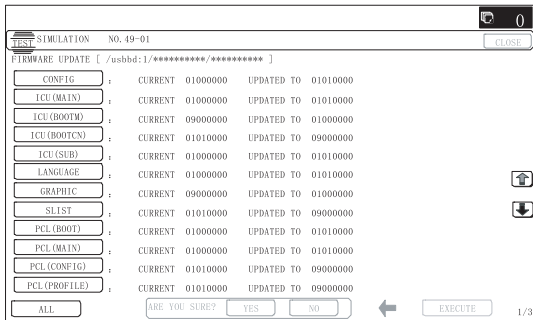 0
TEST SIMULATION NO.49-01 CLOSE
FIRMWARE UPDATE [ /usbbd:1/**********/********** ]
CONFIG : CURRENT 01000000 UPDATED TO 01010000
ICU(MAIN) : CURRENT 01000000 UPDATED TO 01010000
ICU(BOOTM) : CURRENT 09000000 UPDATED TO 01000000
ICU(BOOTCN) : CURRENT 01010000 UPDATED TO 09000000
ICU(SUB) : CURRENT 01000000 UPDATED TO 01010000
LANGUAGE : CURRENT 01000000 UPDATED TO 01010000
GRAPHIC : CURRENT 09000000 UPDATED TO 01000000
SLIST : CURRENT 01010000 UPDATED TO 09000000
PCL(BOOT) : CURRENT 01000000 UPDATED TO 01010000
PCL(MAIN) : CURRENT 01000000 UPDATED TO 01010000
PCL(CONFIG) : CURRENT 01010000 UPDATED TO 09000000
PCL(PROFILE) : CURRENT 01010000 UPDATED TO 09000000
ALL ARE YOU SURE? YES NO EXECUTE 1/3